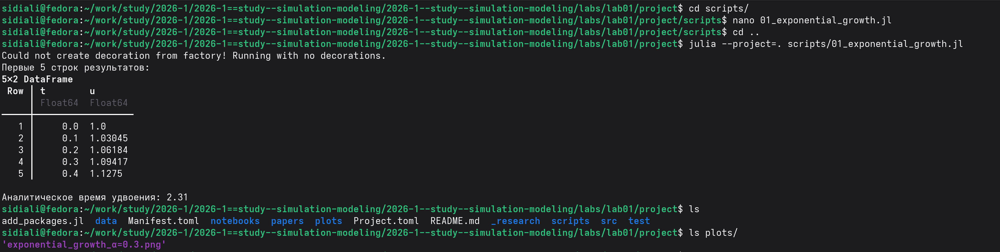 sidiali@fedora:~/work/study/2026-1/2026-1==study--simulation-modeling/2026-1--study--simulation-modeling/labs/lab01/project$ cd scripts/
sidiali@fedora:~/work/study/2026-1/2026-1==study--simulation-modeling/2026-1--study--simulation-modeling/labs/lab01/project/scripts$ nano 01_exponential_growth.jl
sidiali@fedora:~/work/study/2026-1/2026-1==study--simulation-modeling/2026-1--study--simulation-modeling/labs/lab01/project/scripts$ cd ..
sidiali@fedora:~/work/study/2026-1/2026-1==study--simulation-modeling/2026-1--study--simulation-modeling/labs/lab01/project$ julia --project=. scripts/01_exponential_growth.jl
Could not create decoration from factory! Running with no decorations.
Первые 5 строк результатов:
5×2 DataFrame
Row t u
Float64 Float64
1 0.0 1.0
2 0.1 1.03045
3 0.2 1.06184
4 0.3 1.09417
5 0.4 1.1275
Аналитическое время удвоения: 2.31
sidiali@fedora:~/work/study/2026-1/2026-1==study--simulation-modeling/2026-1--study--simulation-modeling/labs/lab01/project$ ls
add_packages.jl data Manifest.toml notebooks papers plots Project.toml README.md _research scripts src test
sidiali@fedora:~/work/study/2026-1/2026-1==study--simulation-modeling/2026-1--study--simulation-modeling/labs/lab01/project$ ls plots/
'exponential_growth_α=0.3.png'